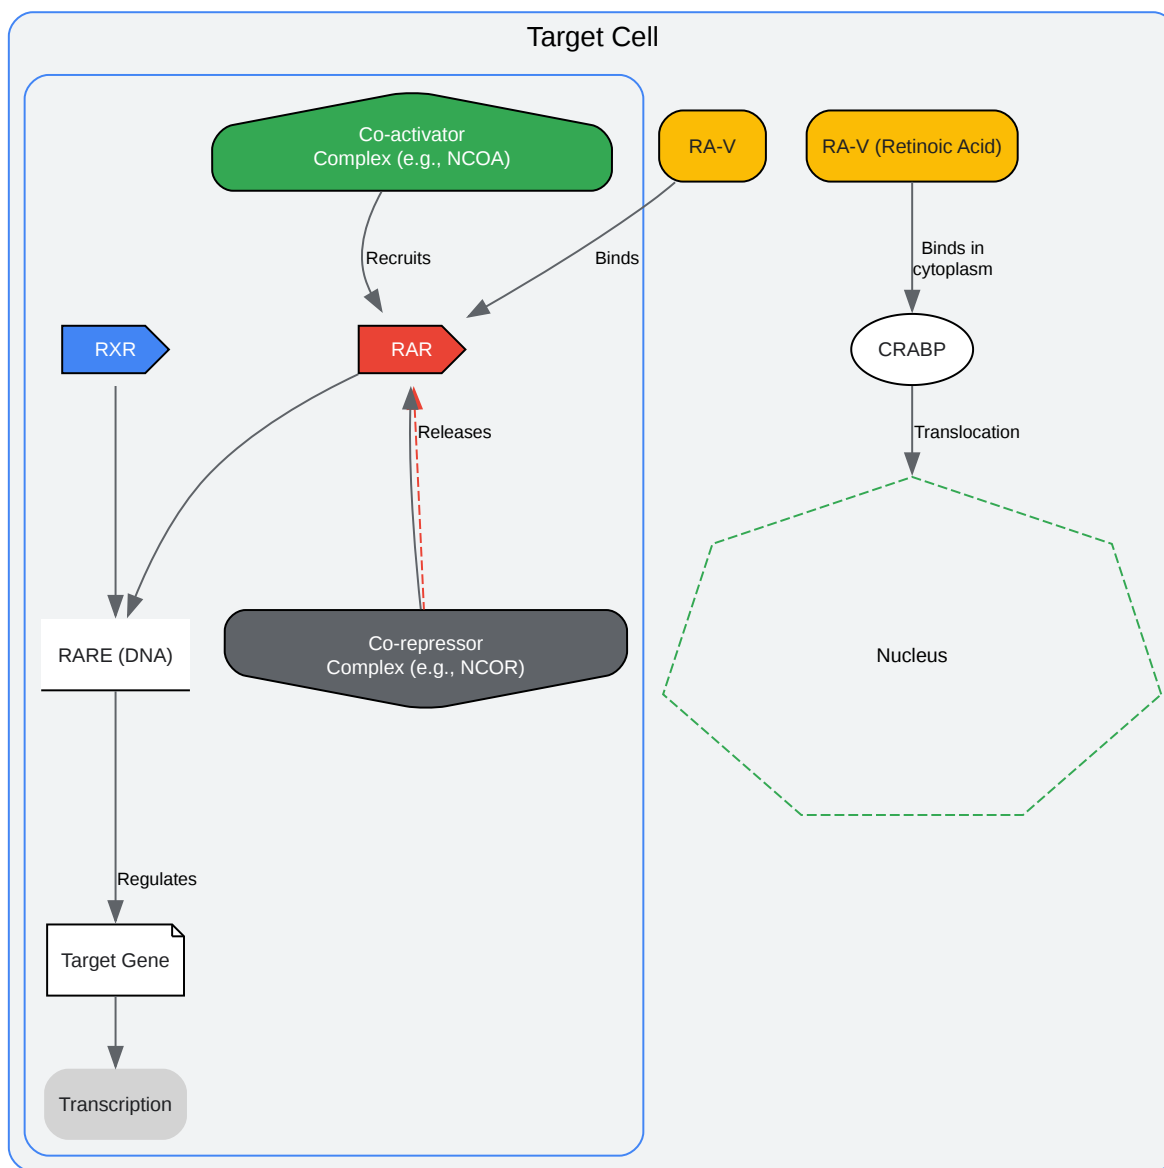 Target Cell
Co-activator
Complex (e.g., NCOA)
RA-V
RA-V (Retinoic Acid)
Recruits
Binds
Binds in
cytoplasm
RXR
RAR
CRABP
Releases
Translocation
RARE (DNA)
Co-repressor
Complex (e.g., NCOR)
Nucleus
Regulates
Target Gene
Transcription